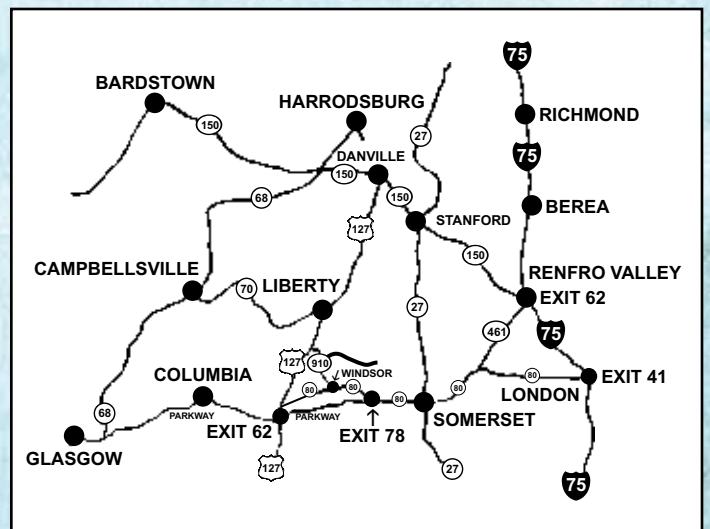 75
BARDSTOWN
RICHMOND
HARRODSBURG
150
27
DANVILLE
75
150
150
68
BEREA
STANFORD
127
150
CAMPBELLSVILLE
RENFRO VALLEY
70
LIBERTY
EXIT 62
27
461
75
127
910
WINDSOR
COLUMBIA
80
80
80
80
LONDON
EXIT 41
80
68
PARKWAY
PARKWAY
SOMERSET
EXIT 62
EXIT 78
GLASGOW
127
27
75